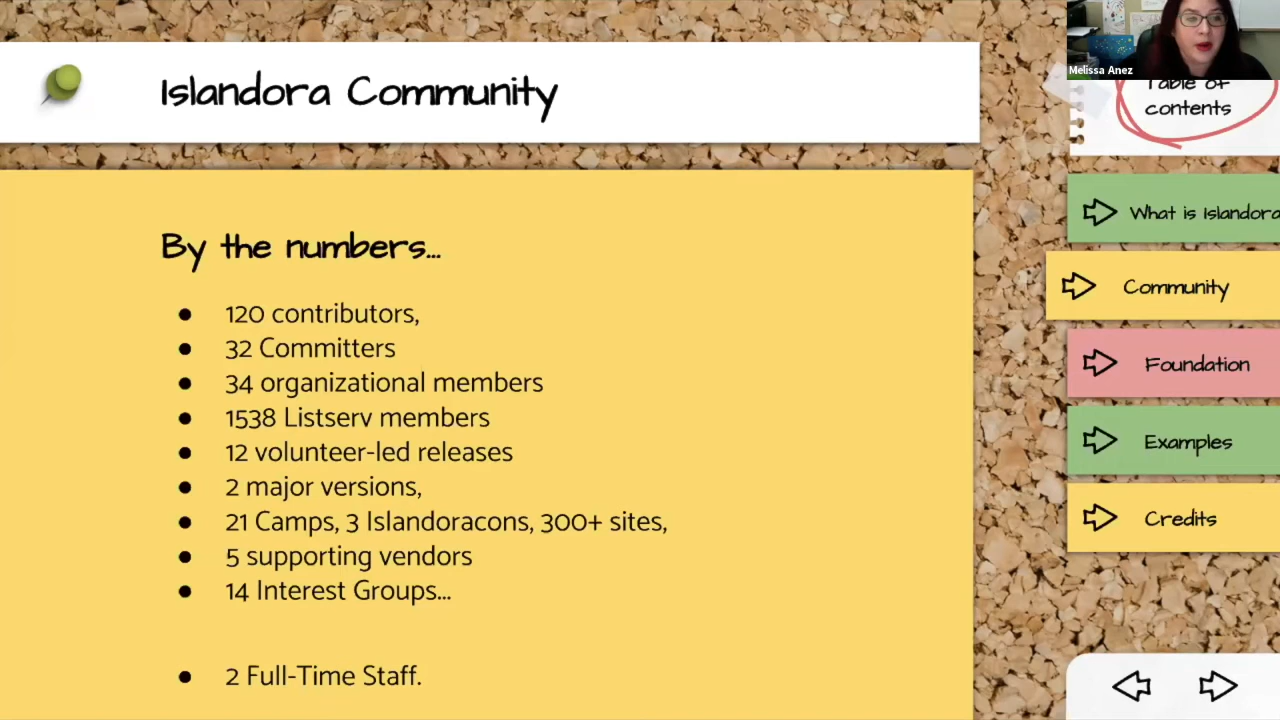 Islandora Community
By the numbers...
120 contributors,
32 Committers
34 organizational members
1538 Listserv members
12 volunteer-led releases
2 major versions,
21 Camps, 3 Islandoracons, 300+ sites,
5 supporting vendors
14 Interest Groups...
2 Full-Time Staff.
Melissa Anez
Table of
contents
What is Islandora
Community
Foundation
Examples
Credits